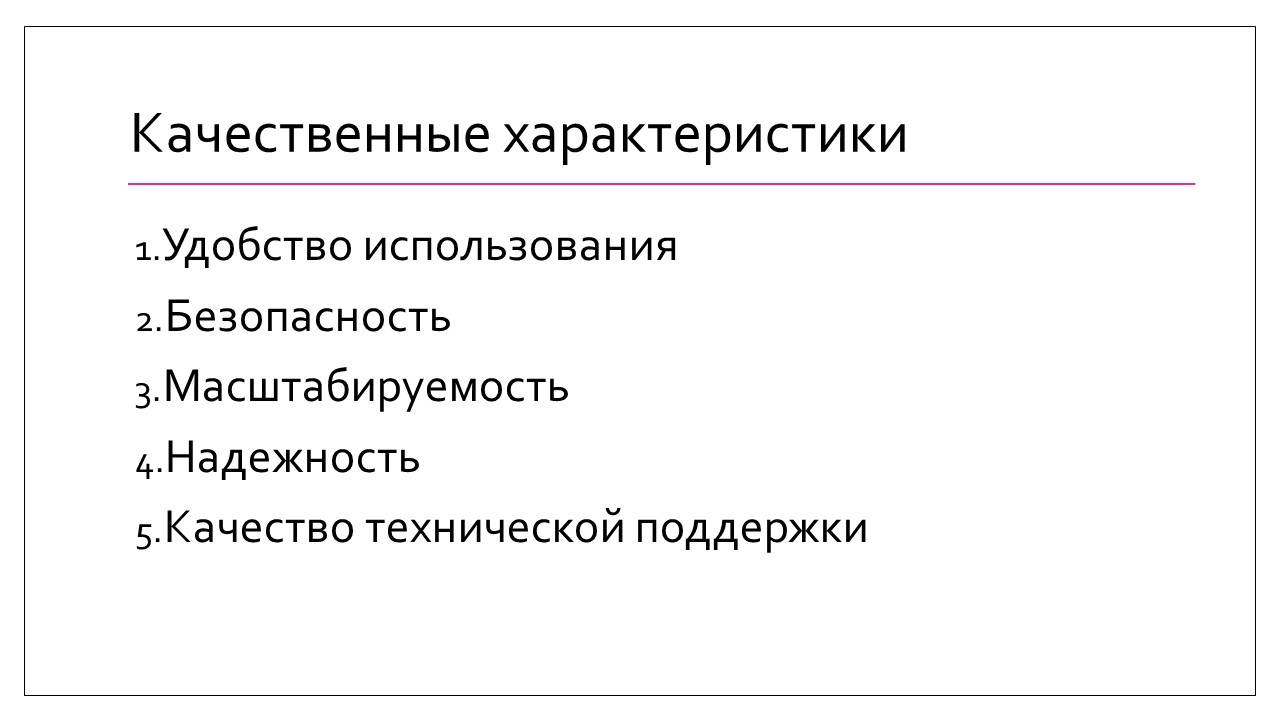 Качественные характеристики
1.Удобство использования
2.Безопасность
3.Масштабируемость
4.Надежность
5.Качество технической поддержки